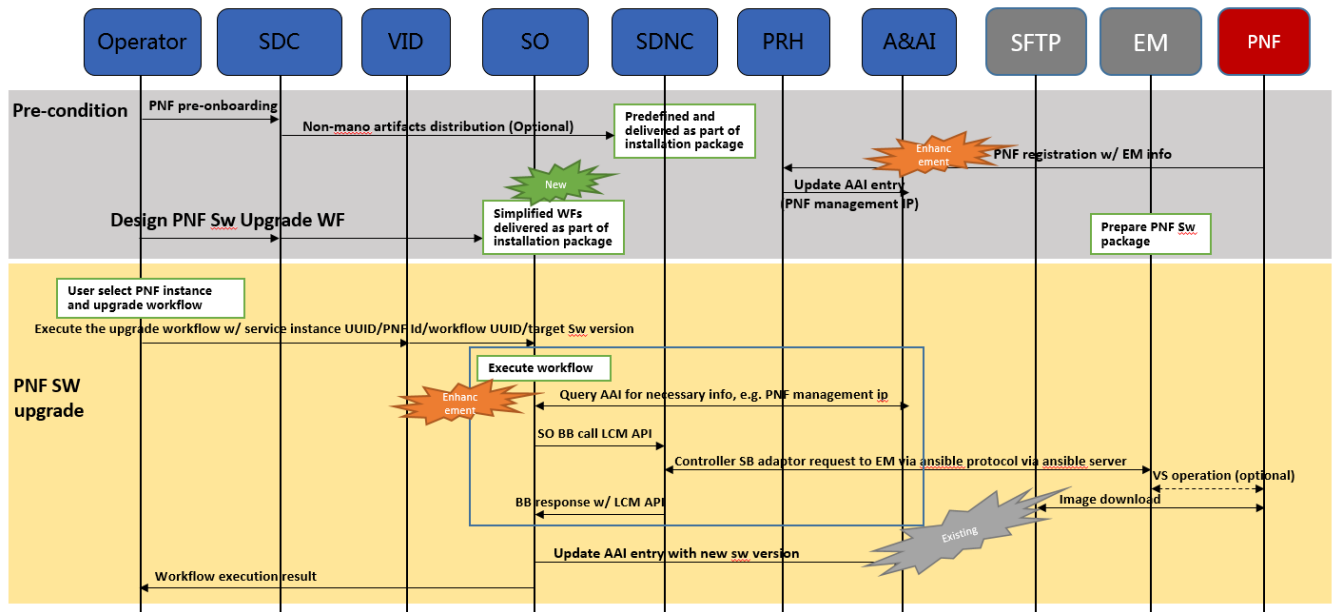 Operator
SDC
VID
SO
SDNC
PRH
A&AI
SFTP
EM
PNF
Pre-condition
PNF pre-onboarding
Non-mano artifacts distribution (Optional)
Predefined and
delivered as part of
installation package
Enhanc
ement
PNF registration w/ EM info
Update AAI entry
(PNF management IP)
New
Design PNF Sw Upgrade WF
Simplified WFs
delivered as part of
installation package
Prepare PNF Sw
package
User select PNF instance
and upgrade workflow
Execute the upgrade workflow w/ service instance UUID/PNF Id/workflow UUID/target Sw version
PNF SW
upgrade
Execute workflow
Enhanc
ement
Query AAI for necessary info, e.g. PNF management ip
SO BB call LCM API
Controller SB adaptor request to EM via ansible protocol via ansible server
VS operation (optional)
BB response w/ LCM API
Image download
Existing
Update AAI entry with new sw version
Workflow execution result